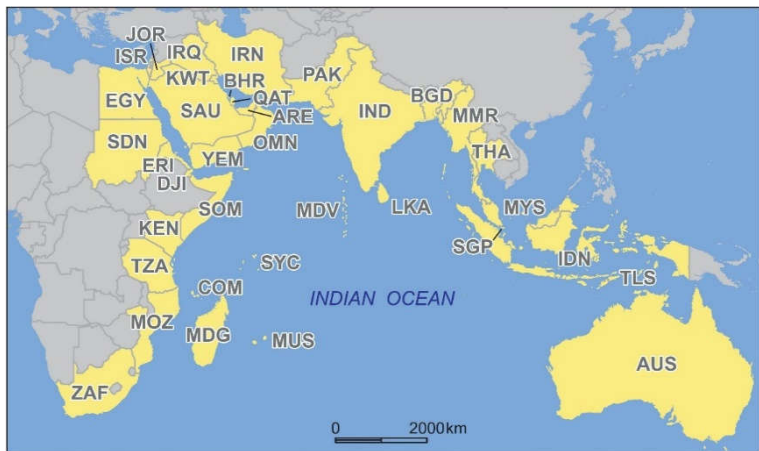 JOR
ISR
IRQ
IRN
KWT
BHR
PAK
EGY
SAU
QAT
ARE
IND
BGD
MMR
SDN
OMN
ERI
YEM
THA
DJI
SOM
MDV
LKA
MYS
KEN
SGP
TZA
SYC
IDN
TLS
COM
INDIAN OCEAN
MOZ
MDG
MUS
AUS
ZAF
0 2000km